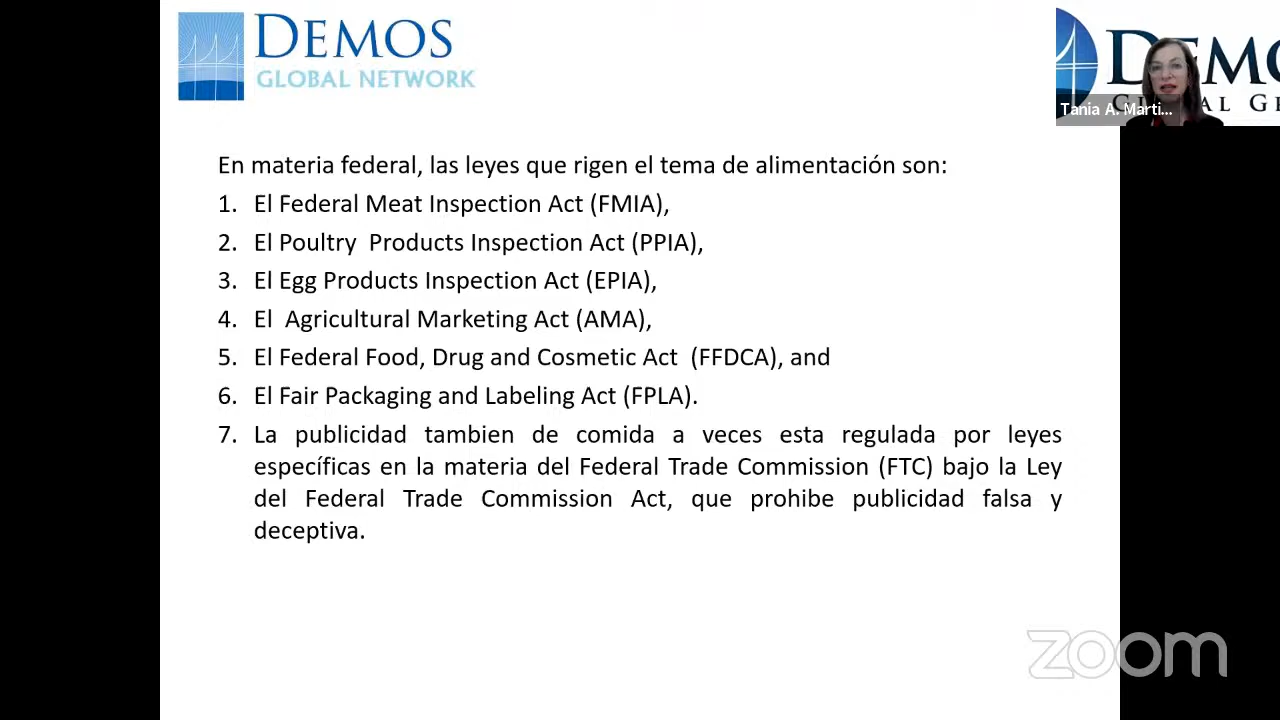 DEMOS
GLOBAL NETWORK
DEMO
GLOBAL GE
Tania A. Marti...
En materia federal, las leyes que rigen el tema de alimentación son:
1. El Federal Meat Inspection Act (FMIA),
2. El Poultry  Products Inspection Act (PPIA),
3. El Egg Products Inspection Act (EPIA),
4. El  Agricultural Marketing Act (AMA),
5. El Federal Food, Drug and Cosmetic Act  (FFDCA), and
6. El Fair Packaging and Labeling Act (FPLA).
7. La publicidad tambien de comida a veces esta regulada por leyes
específicas en la materia del Federal Trade Commission (FTC) bajo la Ley
del Federal Trade Commission Act, que prohibe publicidad falsa y
deceptiva.
zoom